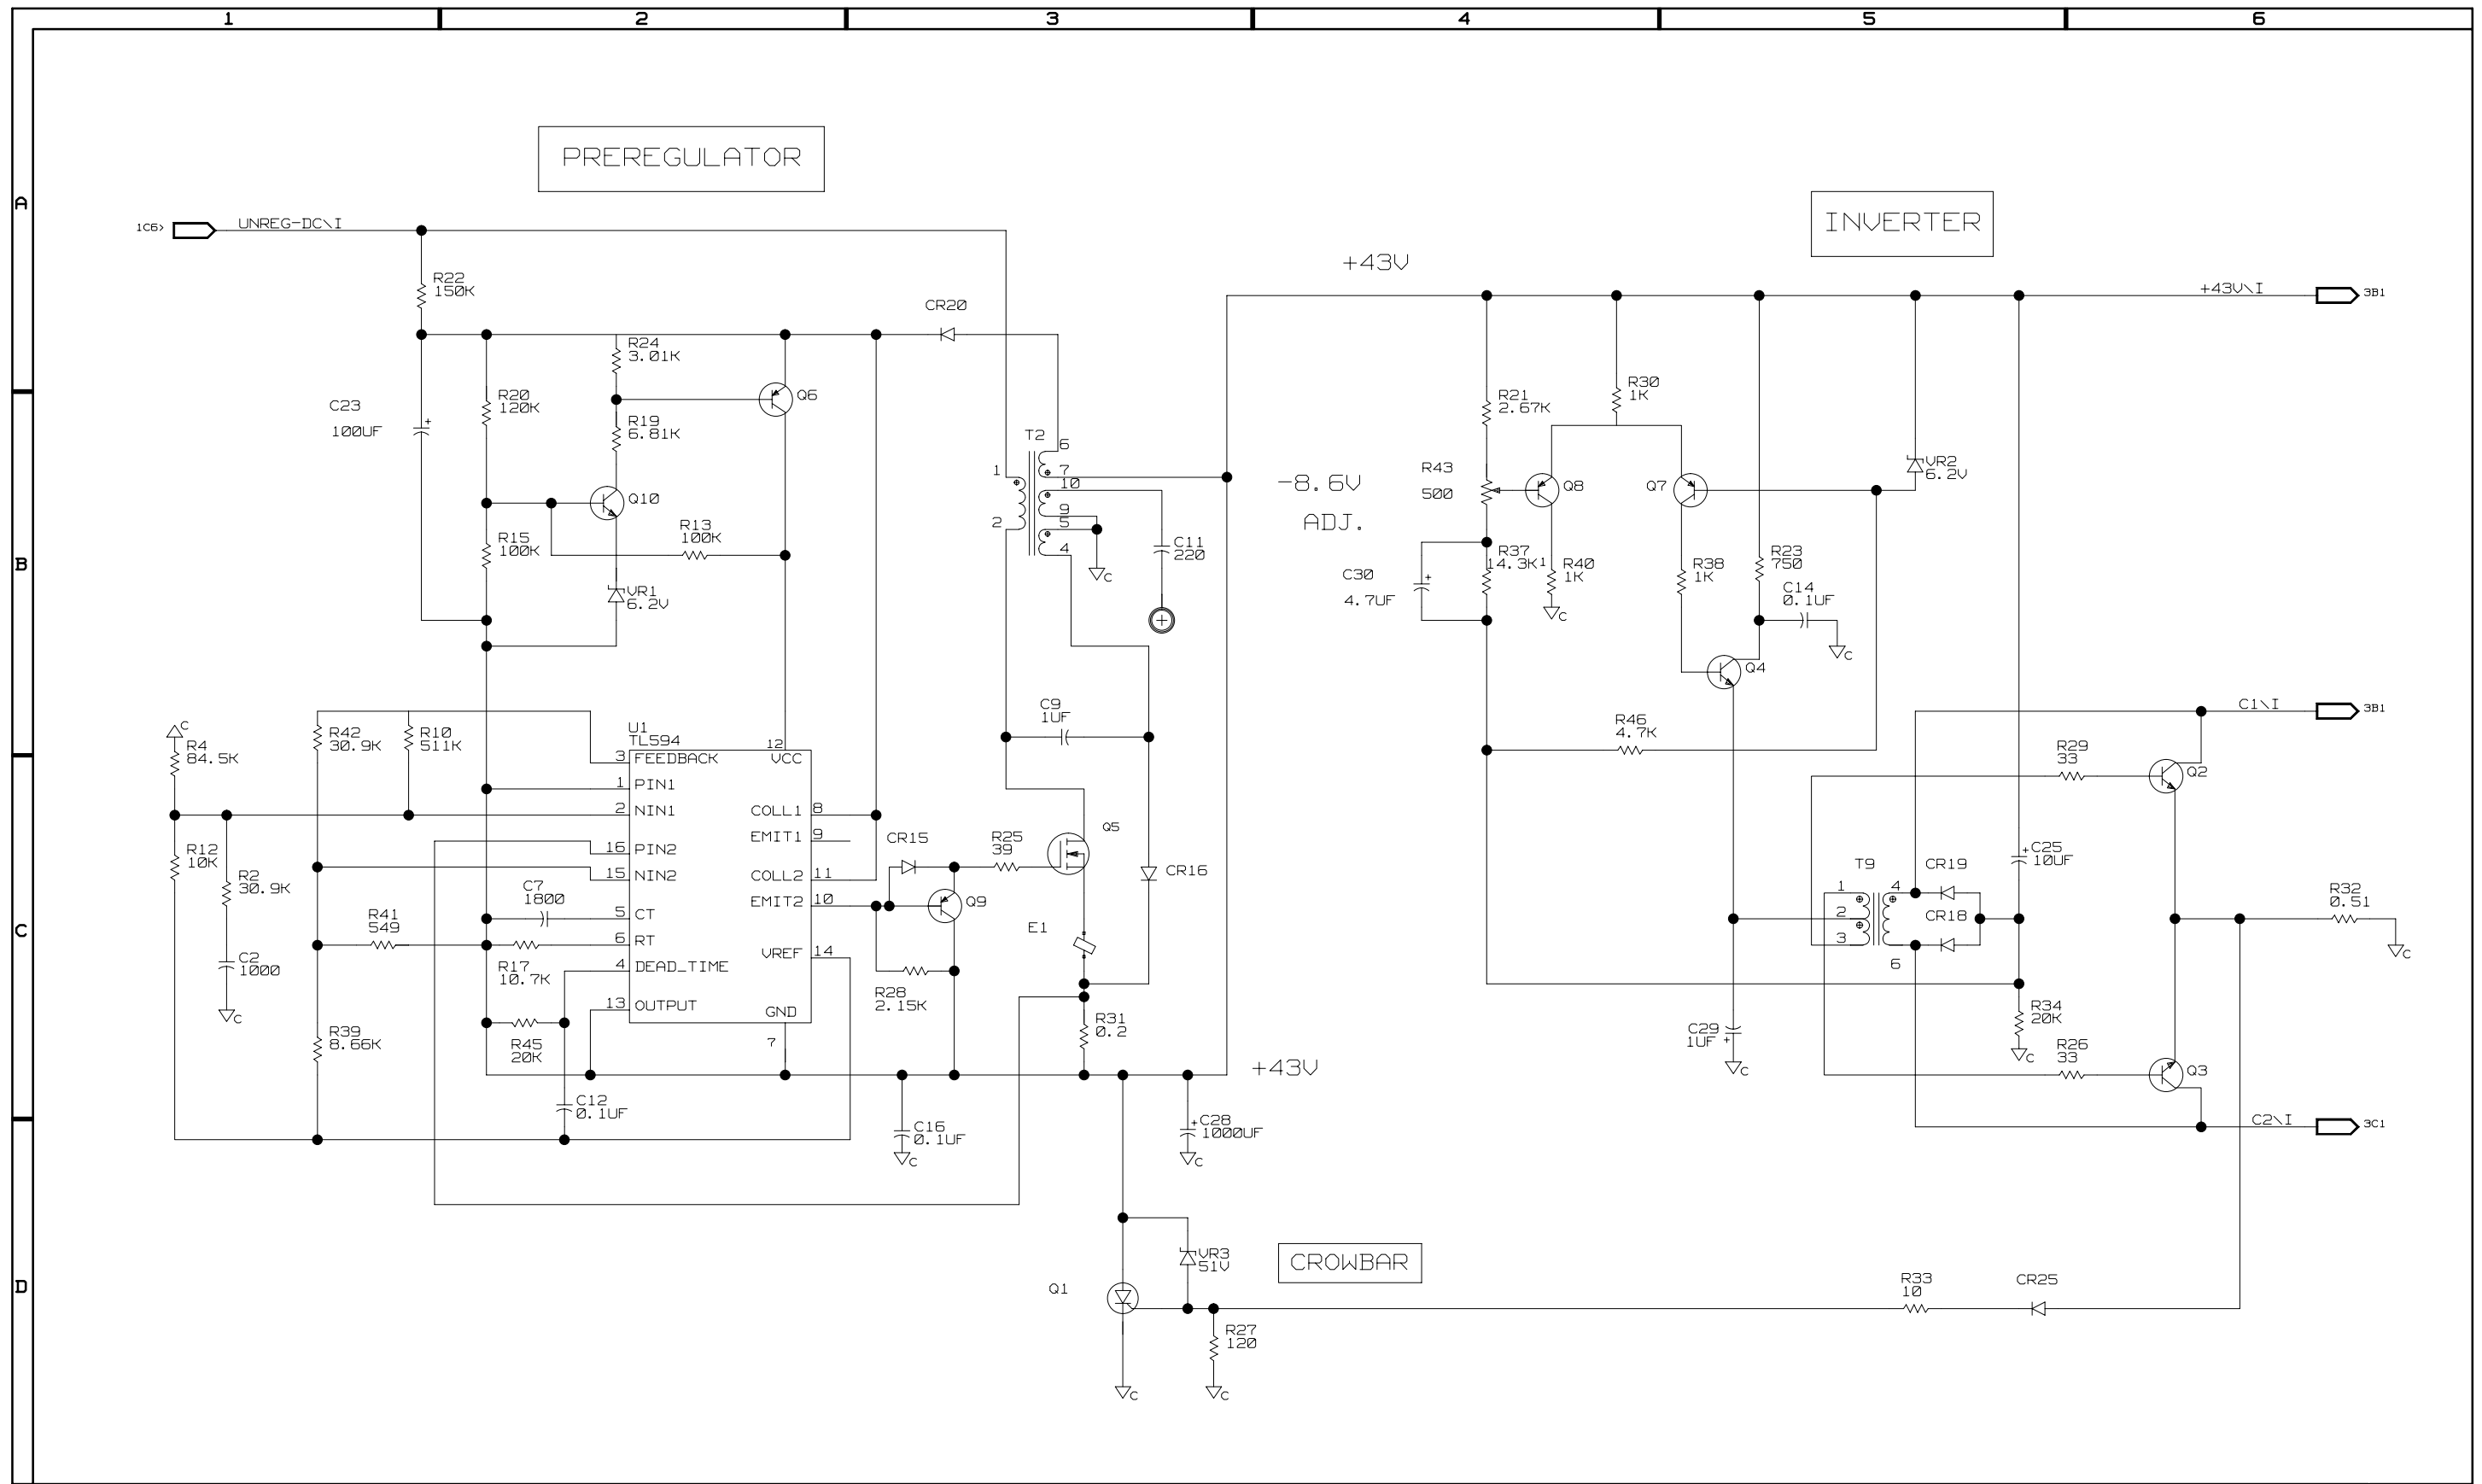 1 2 3 4 5 6
A
B
C
D
PREREGULATOR
INVERTER
1C6>
UNREG-DC\I
+43V
+43V\I
3B1
R22
150K
CR20
R24
3.01K
Q6
R20
120K
C23
100UF
R19
6.81K
R30
1K
R21
2.67K
T2
6
7
10
9
5
4
1
2
Q10
R13
100K
R15
100K
VR1
6.2V
C11
220
C
-8.6V
ADJ.
R43
500
Q8
Q7
VR2
6.2V
R37
14.3K1
R40
1K
C
R38
1K
R23
750
C30
4.7UF
C14
0.1UF
C
Q4
C9
1UF
C
R4
84.5K
R42
30.9K
R10
511K
U1
TL594
12
3 FEEDBACK VCC
1 PIN1
2 NIN1 COLL1 8
EMIT1 9
16 PIN2
15 NIN2 COLL2 11
EMIT2 10
5 CT
6 RT
VREF 14
4 DEAD_TIME
13 OUTPUT GND
7
R46
4.7K
C1\I
3B1
R29
33
Q2
R12
10K
R2
30.9K
C7
1800
R41
549
CR15
R25
39
Q5
CR16
Q9
E1
C2
1000
C
R17
10.7K
R28
2.15K
R31
0.2
R39
8.66K
R45
20K
T9
1
2
3
4
6
CR19
CR18
C25
10UF
R32
0.51
C
C29
1UF
C
R34
20K
C
R26
33
Q3
+43V
C12
0.1UF
C16
0.1UF
C
C28
1000UF
C
C2\I
3C1
VR3
51V
CROWBAR
Q1
R33
10
CR25
R27
120
C
C